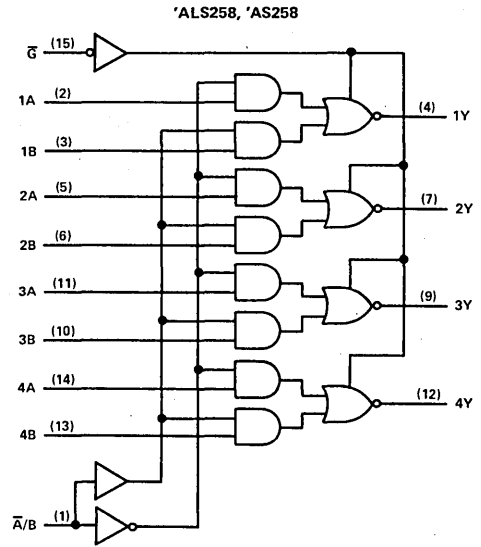 'ALS258, 'AS258
G̅ (15)
1A (2)
(4) 1Y
1B (3)
2A (5)
(7) 2Y
2B (6)
3A (11)
(9) 3Y
3B (10)
4A (14)
(12) 4Y
4B (13)
A̅/B (1)